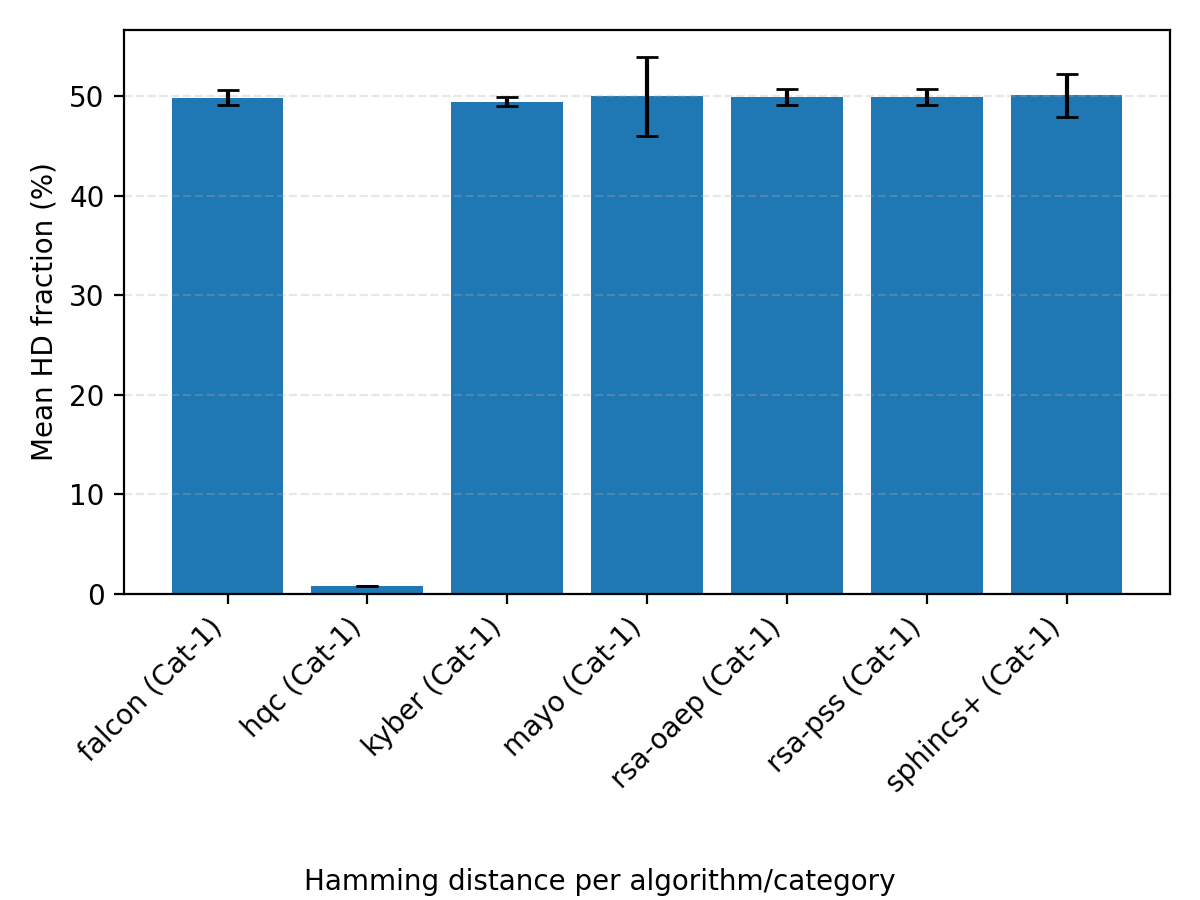 Mean HD fraction (%)
50
40
30
20
10
0
falcon (Cat-1)
hqc (Cat-1)
kyber (Cat-1)
mayo (Cat-1)
rsa-oaep (Cat-1)
rsa-pss (Cat-1)
sphincs+ (Cat-1)
Hamming distance per algorithm/category